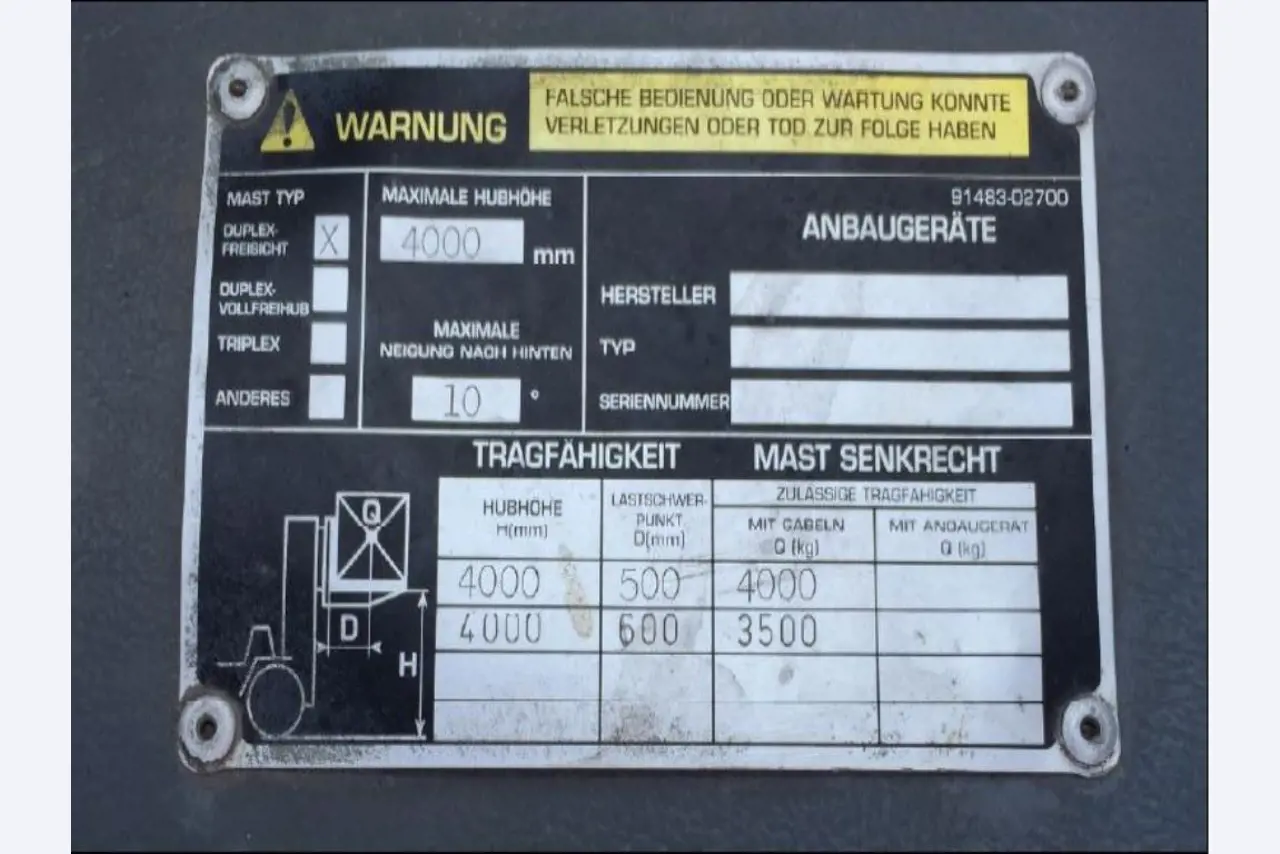 WARNUNG
FALSCHE BEDIENUNG ODER WARTUNG KONNTE
VERLETZUNGEN ODER TOD ZUR FOLGE HABEN
MAST TYP
DUPLEX-
FREISICHT
X
DUPLEX-
VOLLFREIHUB
TRIPLEX
ANDERES
MAXIMALE HUBHÖHE
4000 mm
MAXIMALE
NEIGUNG NACH HINTEN
10 °
91483-02700
ANBAUGERÄTE
HERSTELLER
TYP
SERIENNUMMER
TRAGFÄHIGKEIT MAST SENKRECHT
Q
D
H
HUBHÖHE
H(mm)
LASTSCHWER-
PUNKT
D(mm)
ZULÄSSIGE TRAGFAHIGKEIT
MIT GABELN
Q (kg)
MIT ANBAUGERÄT
Q (kg)
4000 500 4000
4000 600 3500